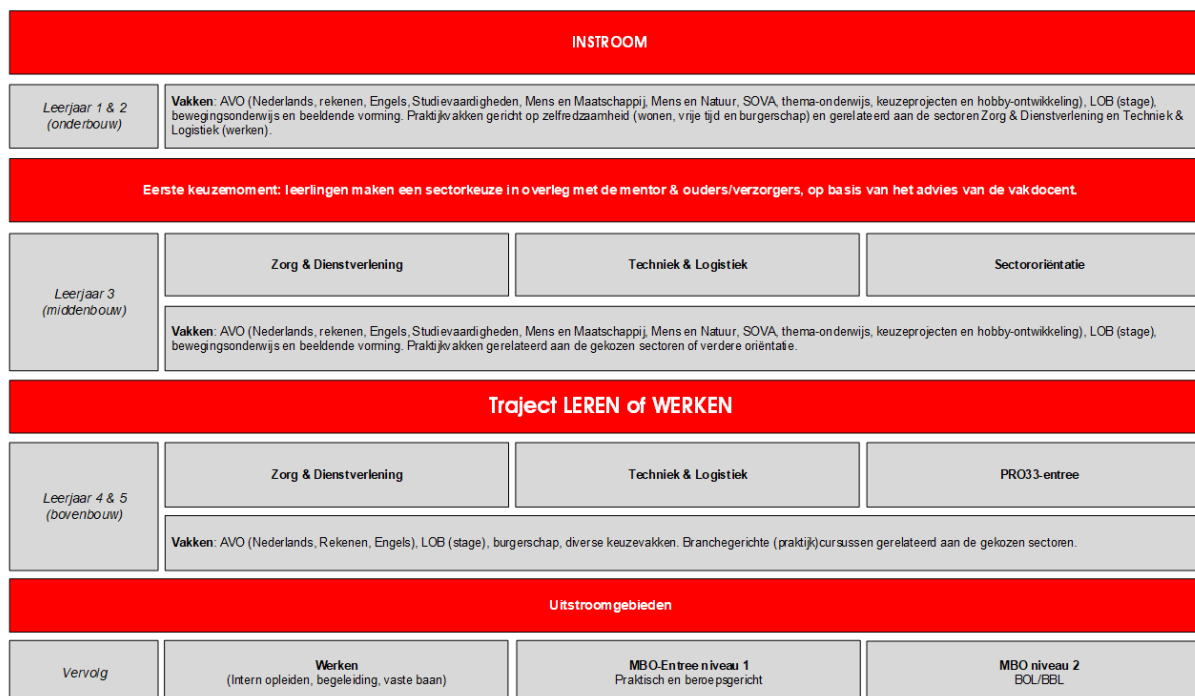 INSTROOM
Leerjaar 1 & 2
(onderbouw)
Vakken: AVO (Nederlands, rekenen, Engels, Studievaardigheden, Mens en Maatschappij, Mens en Natuur, SOVA, thema-onderwijs, keuzeprojecten en hobby-ontwikkeling), LOB (stage),
bewegingsonderwijs en beeldende vorming. Praktijkvakken gericht op zelfredzaamheid (wonen, vrije tijd en burgerschap) en gerelateerd aan de sectoren Zorg & Dienstverlening en Techniek &
Logistiek (werken).
Eerste keuzemoment: leerlingen maken een sectorkeuze in overleg met de mentor & ouders/verzorgers, op basis van het advies van de vakdocent.
Leerjaar 3
(middenbouw)
Zorg & Dienstverlening
Techniek & Logistiek
Sectororiëntatie
Vakken: AVO (Nederlands, rekenen, Engels, Studievaardigheden, Mens en Maatschappij, Mens en Natuur, SOVA, thema-onderwijs, keuzeprojecten en hobby-ontwikkeling), LOB (stage),
bewegingsonderwijs en beeldende vorming. Praktijkvakken gerelateerd aan de gekozen sectoren of verdere oriëntatie.
Traject LEREN of WERKEN
Leerjaar 4 & 5
(bovenbouw)
Zorg & Dienstverlening
Techniek & Logistiek
PRO33-entree
Vakken: AVO (Nederlands, Rekenen, Engels), LOB (stage), burgerschap, diverse keuzevakken. Branchegerichte (praktijk)cursussen gerelateerd aan de gekozen sectoren.
Uitstroomgebieden
Vervolg
Werken
(Intern opleiden, begeleiding, vaste baan)
MBO-Entree niveau 1
Praktisch en beroepsgericht
MBO niveau 2
BOL/BBL